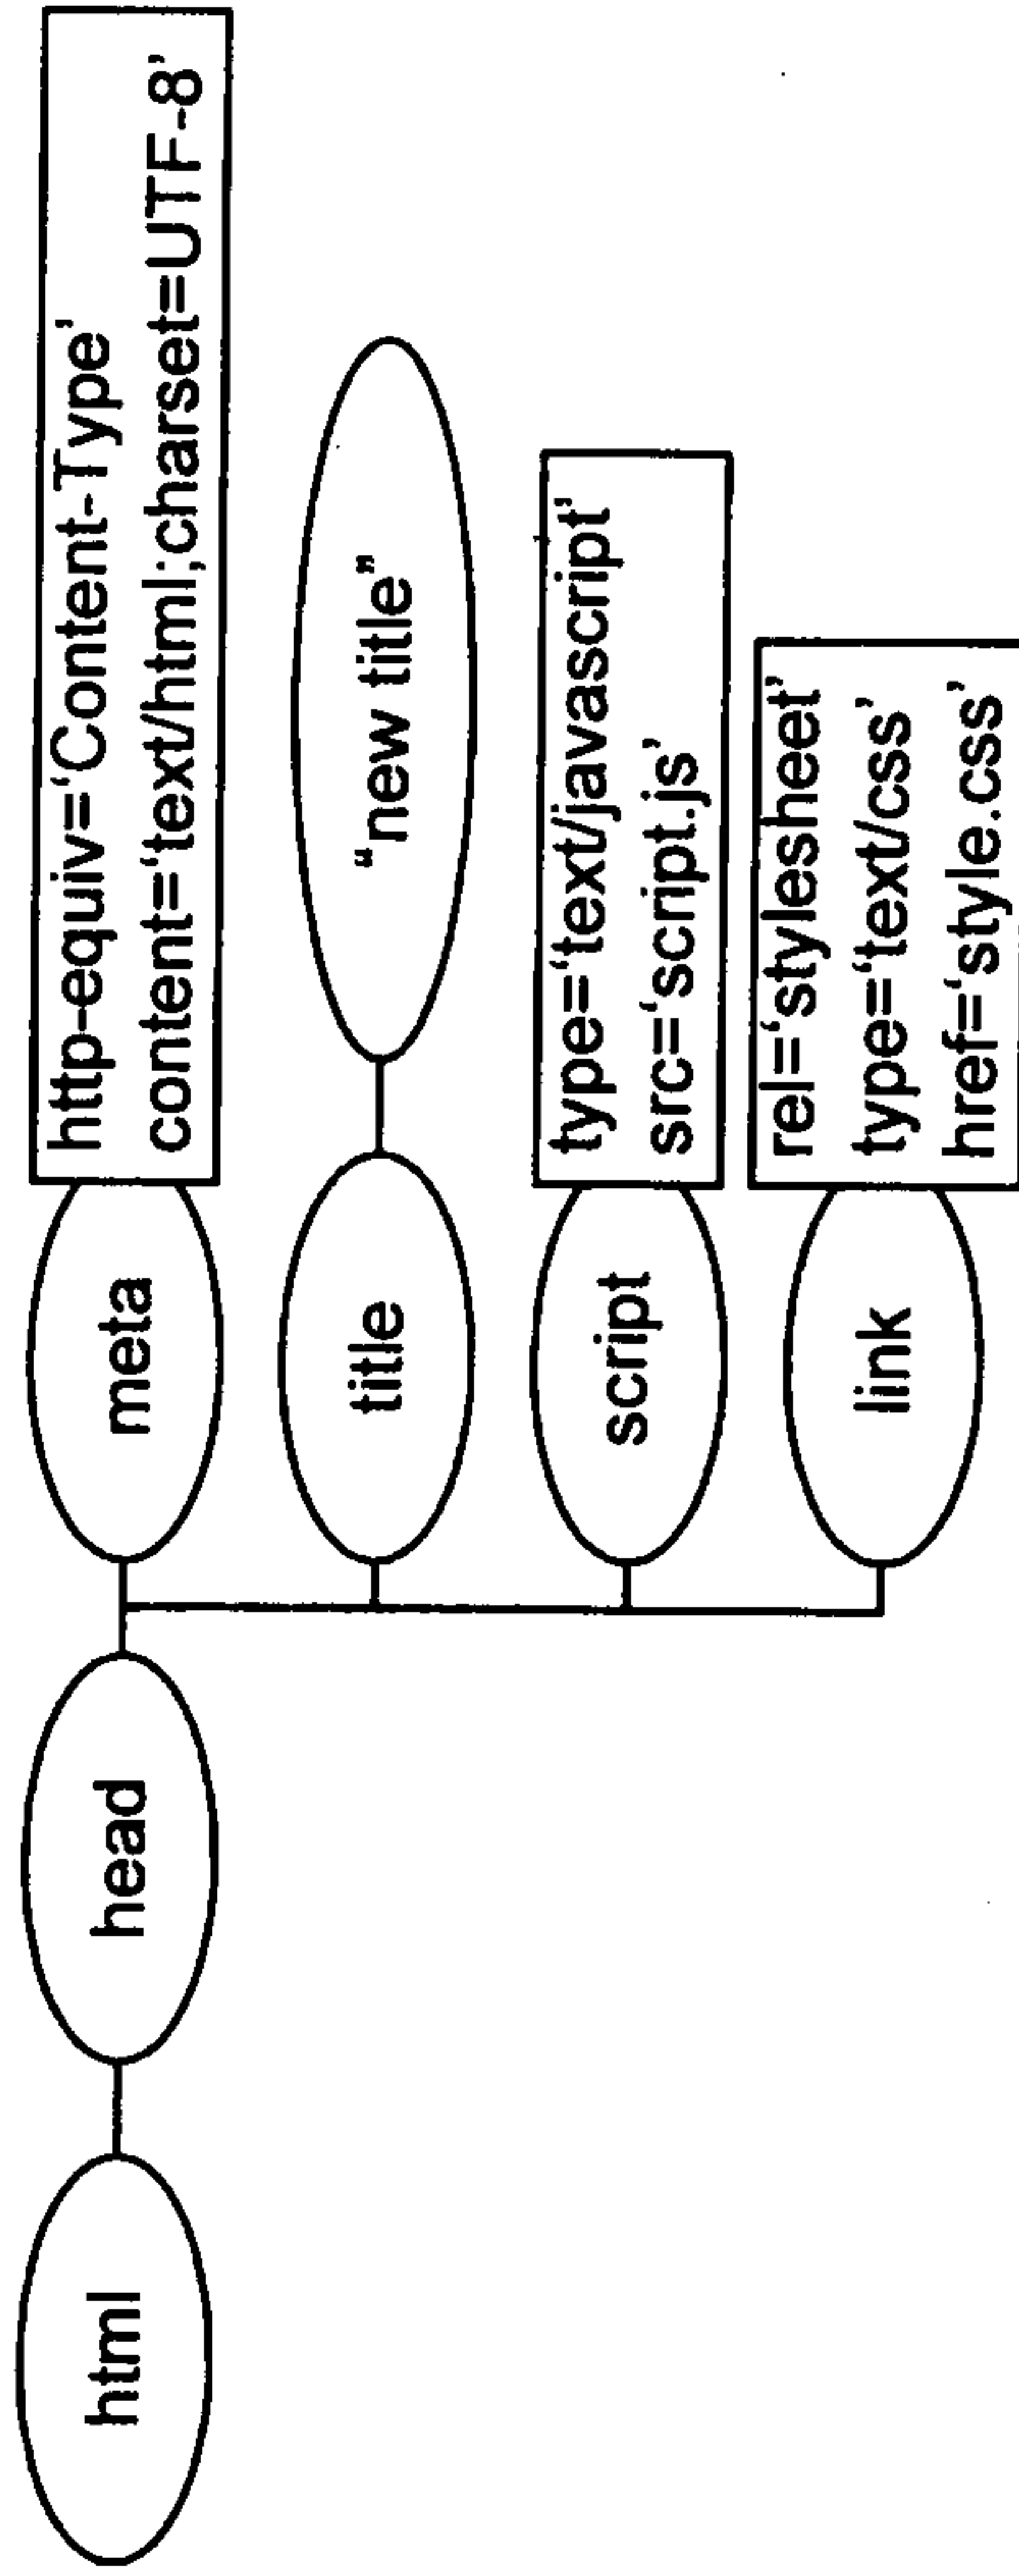 html
head
meta
http-equiv=‘Content-Type’
content=‘text/html;charset=UTF-8’
title
“new title”
script
type=‘text/javascript’
src=‘script.js’
link
rel=‘stylesheet’
type=‘text/css’
href=‘style.css’